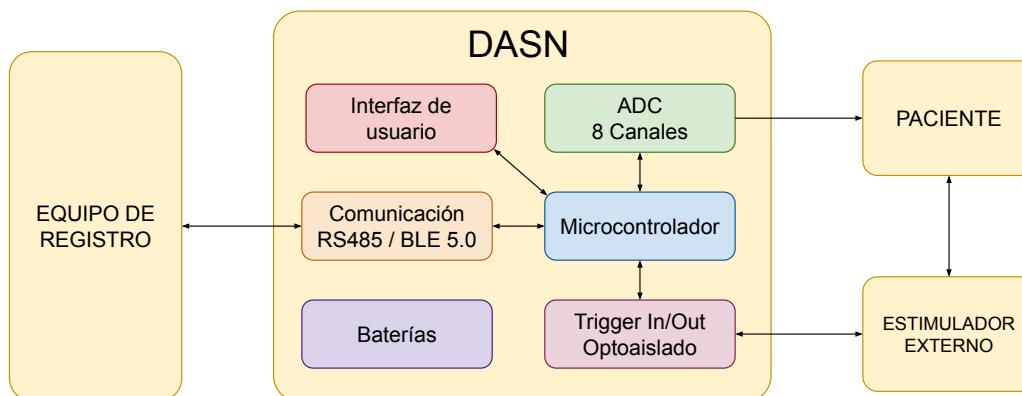 DASN
EQUIPO DE
REGISTRO
Interfaz de
usuario
ADC
8 Canales
Comunicación
RS485 / BLE 5.0
Microcontrolador
Baterías
Trigger In/Out
Optoaislado
PACIENTE
ESTIMULADOR
EXTERNO